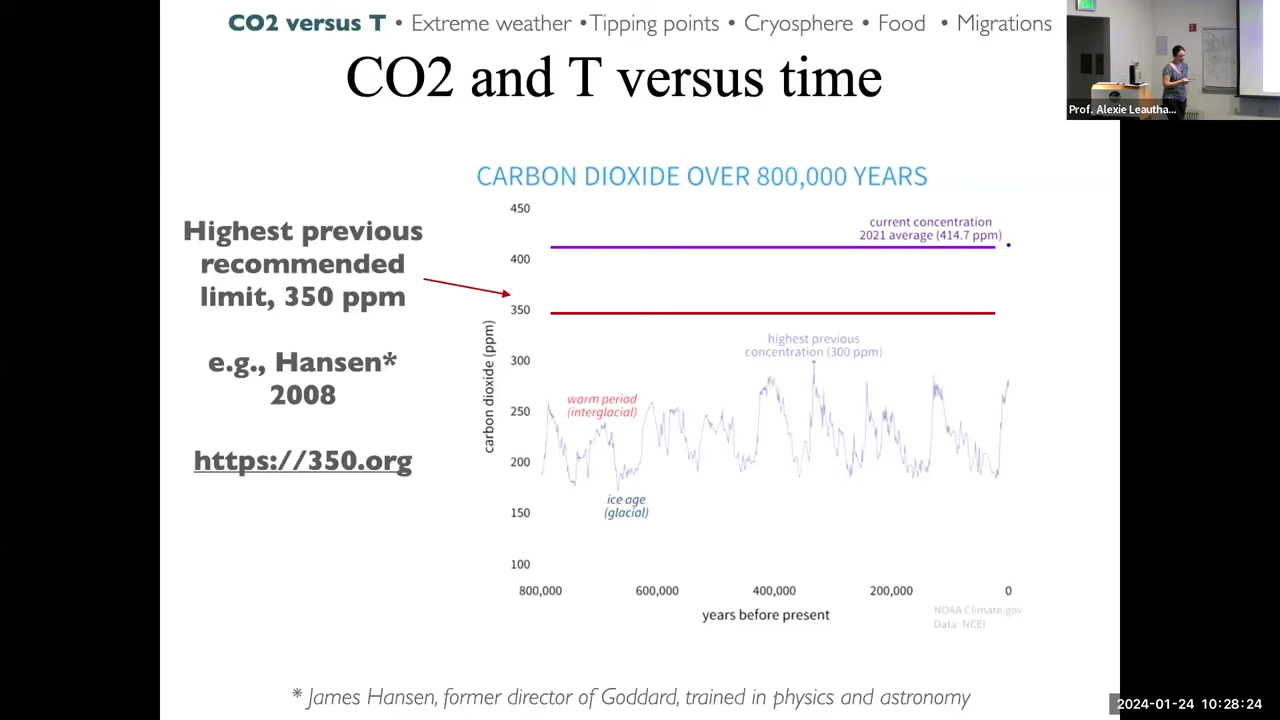 CO2 versus T • Extreme weather • Tipping points • Cryosphere • Food • Migrations
CO2 and T versus time
Prof. Alexie Leautha...
CARBON DIOXIDE OVER 800,000 YEARS
Highest previous
recommended
limit, 350 ppm
e.g., Hansen*
2008
https://350.org
carbon dioxide (ppm)
450
400
350
300
250
200
150
100
current concentration
2021 average (414.7 ppm)
highest previous
concentration (300 ppm)
warm period
(interglacial)
ice age
(glacial)
800,000
600,000
400,000
200,000
0
years before present
NOAA Climate.gov
Data: NCEI
* James Hansen, former director of Goddard, trained in physics and astronomy
2024-01-24 10:28:24